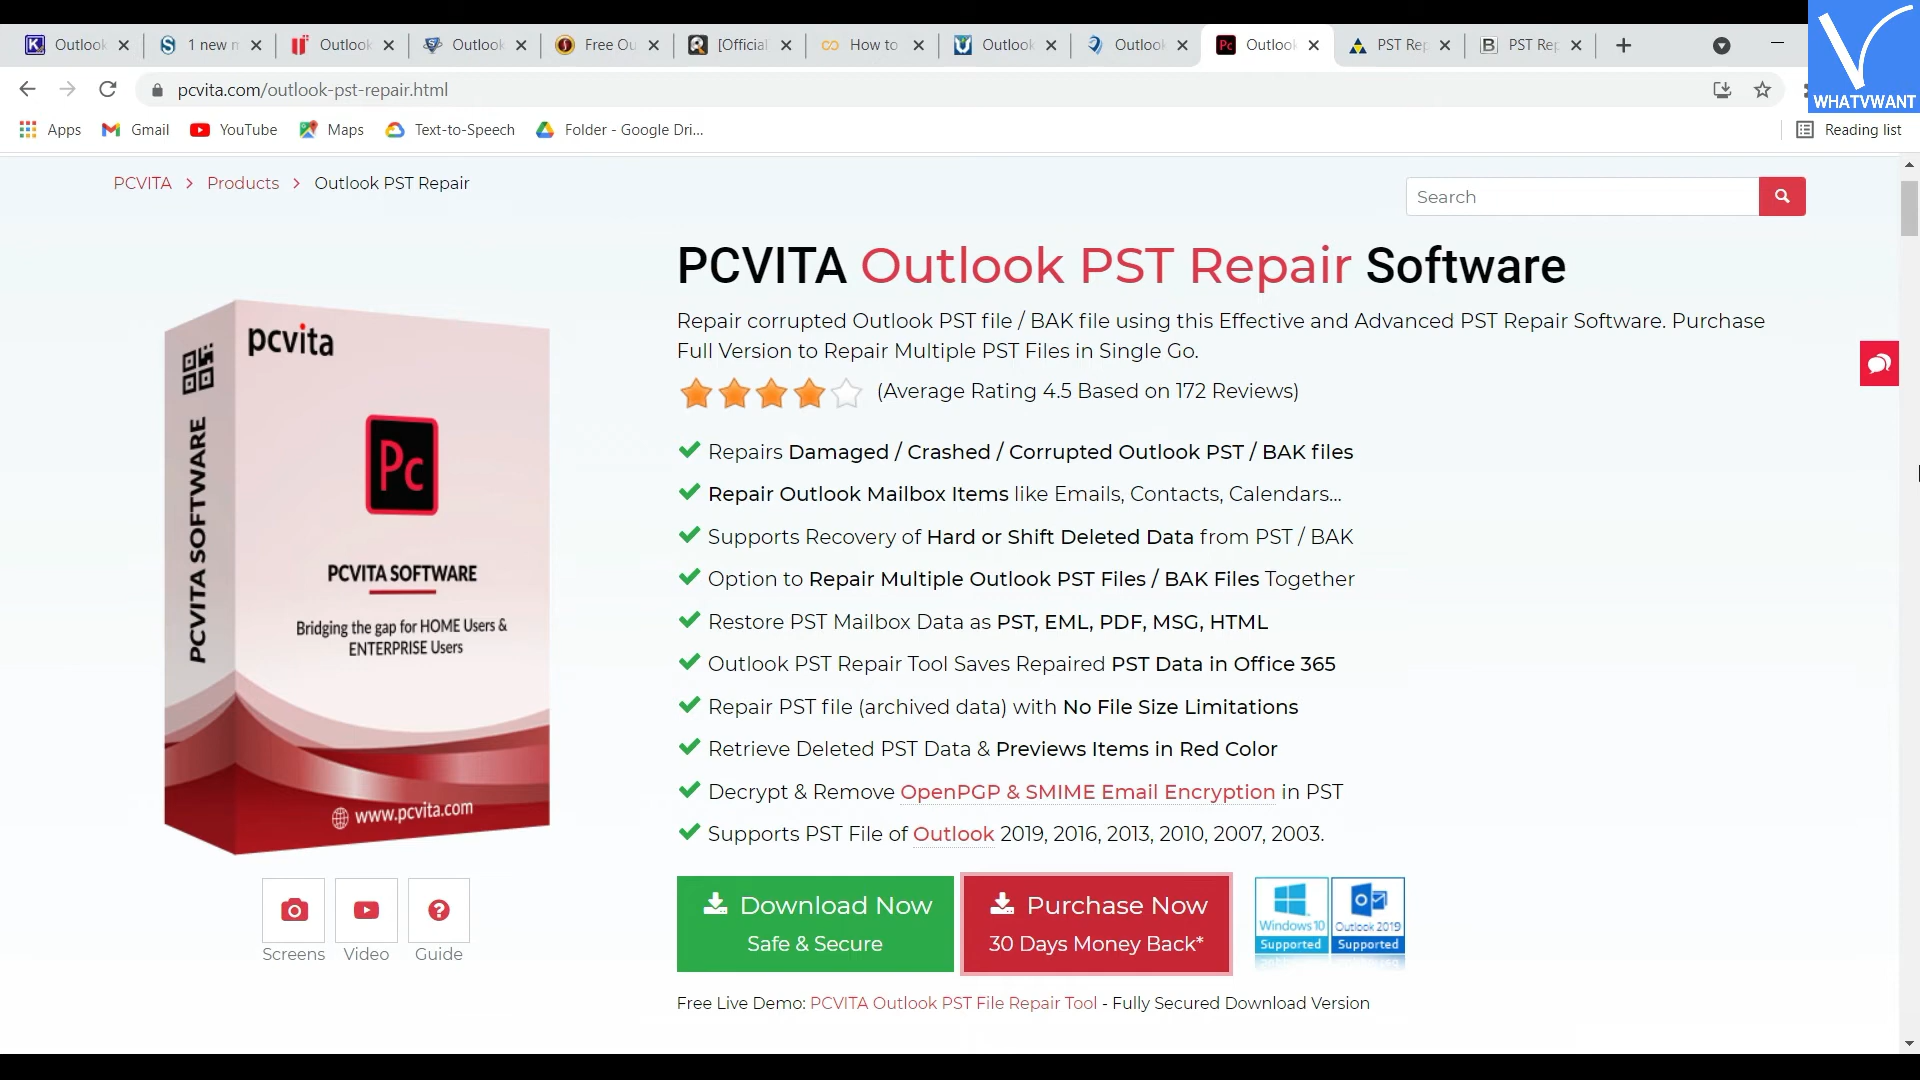 Outlook
1 new m
Outlook
Outlook
Free Ou
[Official
How to
Outlook
Outlook
Outlook
PST Rep
PST Rep
pcvita.com/outlook-pst-repair.html
WHATVWANT
Apps
Gmail
YouTube
Maps
Text-to-Speech
Folder - Google Dri...
Reading list
PCVITA > Products > Outlook PST Repair
Search
PCVITA Outlook PST Repair Software
Repair corrupted Outlook PST file / BAK file using this Effective and Advanced PST Repair Software. Purchase
Full Version to Repair Multiple PST Files in Single Go.
(Average Rating 4.5 Based on 172 Reviews)
Repairs Damaged / Crashed / Corrupted Outlook PST / BAK files
Repair Outlook Mailbox Items like Emails, Contacts, Calendars...
Supports Recovery of Hard or Shift Deleted Data from PST / BAK
Option to Repair Multiple Outlook PST Files / BAK Files Together
Restore PST Mailbox Data as PST, EML, PDF, MSG, HTML
Outlook PST Repair Tool Saves Repaired PST Data in Office 365
Repair PST file (archived data) with No File Size Limitations
Retrieve Deleted PST Data & Previews Items in Red Color
Decrypt & Remove OpenPGP & SMIME Email Encryption in PST
Supports PST File of Outlook 2019, 2016, 2013, 2010, 2007, 2003.
pcvita
PCVITA SOFTWARE
Pc
PCVITA SOFTWARE
Bridging the gap for HOME Users &
ENTERPRISE Users
www.pcvita.com
Screens
Video
Guide
Download Now
Safe & Secure
Purchase Now
30 Days Money Back*
Windows 10
Supported
Outlook 2019
Supported
Free Live Demo: PCVITA Outlook PST File Repair Tool - Fully Secured Download Version